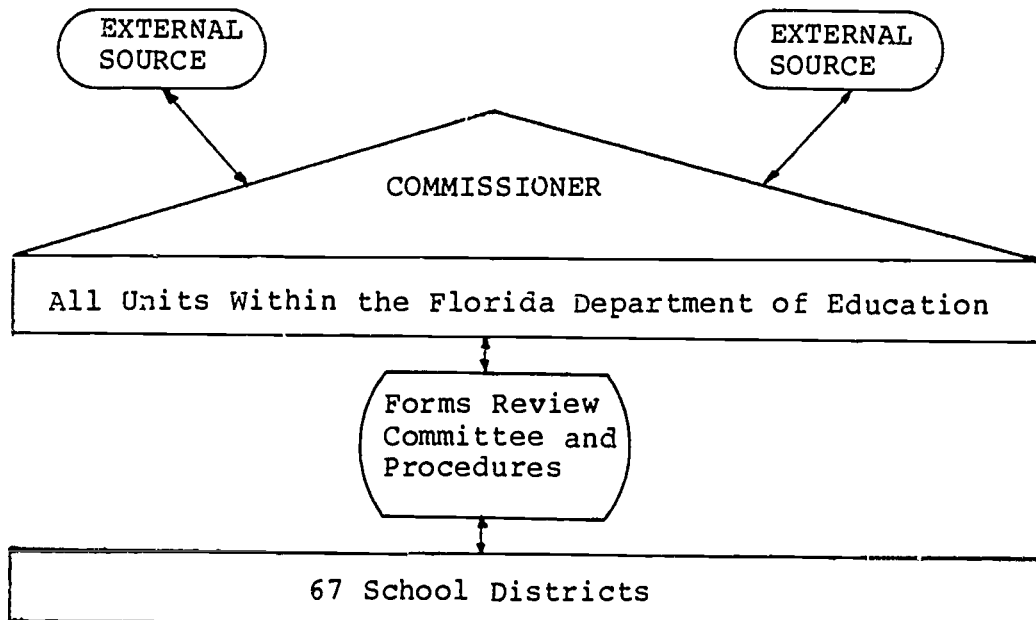 EXTERNAL
SOURCE
EXTERNAL
SOURCE
COMMISSIONER
All Units Within the Florida Department of Education
Forms Review
Committee and
Procedures
67 School Districts